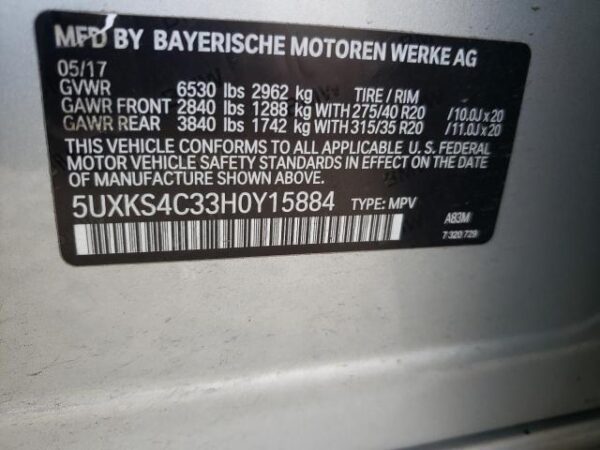 MFD BY BAYERISCHE MOTOREN WERKE AG
05/17
GVWR 6530 lbs 2962 kg TIRE / RIM
GAWR FRONT 2840 lbs 1288 kg WITH 275/40 R20 /10.0J x 20
GAWR REAR 3840 lbs 1742 kg WITH 315/35 R20 /11.0J x 20
THIS VEHICLE CONFORMS TO ALL APPLICABLE U.S. FEDERAL
MOTOR VEHICLE SAFETY STANDARDS IN EFFECT ON THE DATE
OF MANUFACTURE SHOWN ABOVE.
5UXKS4C33H0Y15884 TYPE: MPV A83M
7 320 729